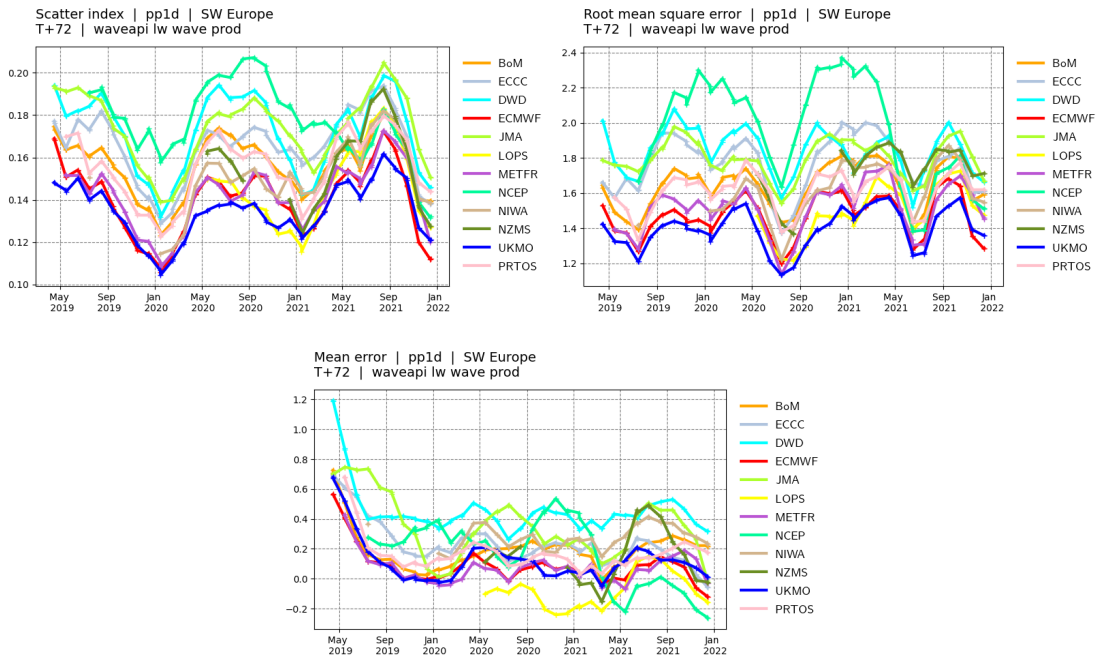 Scatter index | pp1d | SW Europe
T+72 | waveapi lw wave prod
0.20
0.18
0.16
0.14
0.12
0.10
May 2019
Sep 2019
Jan 2020
May 2020
Sep 2020
Jan 2021
May 2021
Sep 2021
Jan 2022
BoM
ECCC
DWD
ECMWF
JMA
LOPS
METFR
NCEP
NIWA
NZMS
UKMO
PRTOS
Root mean square error | pp1d | SW Europe
T+72 | waveapi lw wave prod
2.4
2.2
2.0
1.8
1.6
1.4
1.2
May 2019
Sep 2019
Jan 2020
May 2020
Sep 2020
Jan 2021
May 2021
Sep 2021
Jan 2022
BoM
ECCC
DWD
ECMWF
JMA
LOPS
METFR
NCEP
NIWA
NZMS
UKMO
PRTOS
Mean error | pp1d | SW Europe
T+72 | waveapi lw wave prod
1.2
1.0
0.8
0.6
0.4
0.2
0.0
−0.2
May 2019
Sep 2019
Jan 2020
May 2020
Sep 2020
Jan 2021
May 2021
Sep 2021
Jan 2022
BoM
ECCC
DWD
ECMWF
JMA
LOPS
METFR
NCEP
NIWA
NZMS
UKMO
PRTOS